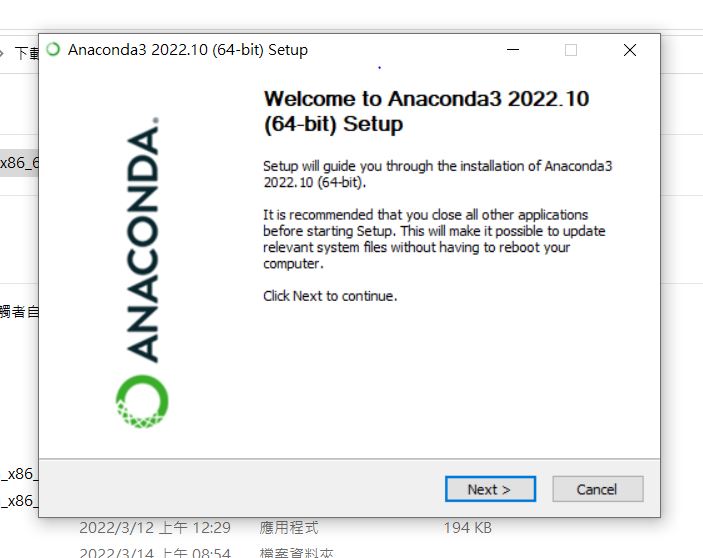 下載
Anaconda3 2022.10 (64-bit) Setup
Welcome to Anaconda3 2022.10
(64-bit) Setup
ANACONDA.
x86_6
Setup will guide you through the installation of Anaconda3
2022.10 (64-bit).
It is recommended that you close all other applications
before starting Setup. This will make it possible to update
relevant system files without having to reboot your
computer.
Click Next to continue.
觸者自
_x86_
Next >
Cancel
_x86_
2022/3/12 上午 12:29 應用程式 194 KB
2022/3/14 上午 08:54 檔案資料夾